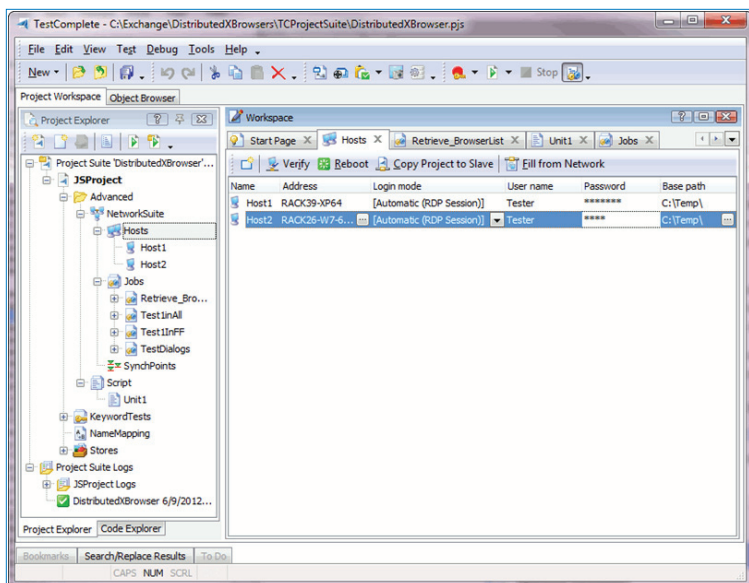 TestComplete - C:\Exchange\DistributedXBrowsers\TCProjectSuite\DistributedXBrowser.pjs
File Edit View Test Debug Tools Help
New Stop
Project Workspace Object Browser
Project Explorer
Project Suite 'DistributedXBrowser'...
JSProject
Advanced
NetworkSuite
Hosts
Host1
Host2
Jobs
Retrieve_Bro...
Test1inAll
Test1InFF
TestDialogs
SynchPoints
Script
Unit1
KeywordTests
NameMapping
Stores
Project Suite Logs
JSProject Logs
DistributedXBrowser 6/9/2012...
Project Explorer Code Explorer
Workspace
Start Page Hosts Retrieve_BrowserList Unit1 Jobs
Verify Reboot Copy Project to Slave Fill from Network
Name Address Login mode User name Password Base path
Host1 RACK39-XP64 [Automatic (RDP Session)] Tester ******* C:\Temp\
Host2 RACK26-W7-6... [Automatic (RDP Session)] Tester **** C:\Temp\
Bookmarks Search/Replace Results To Do
CAPS NUM SCRL